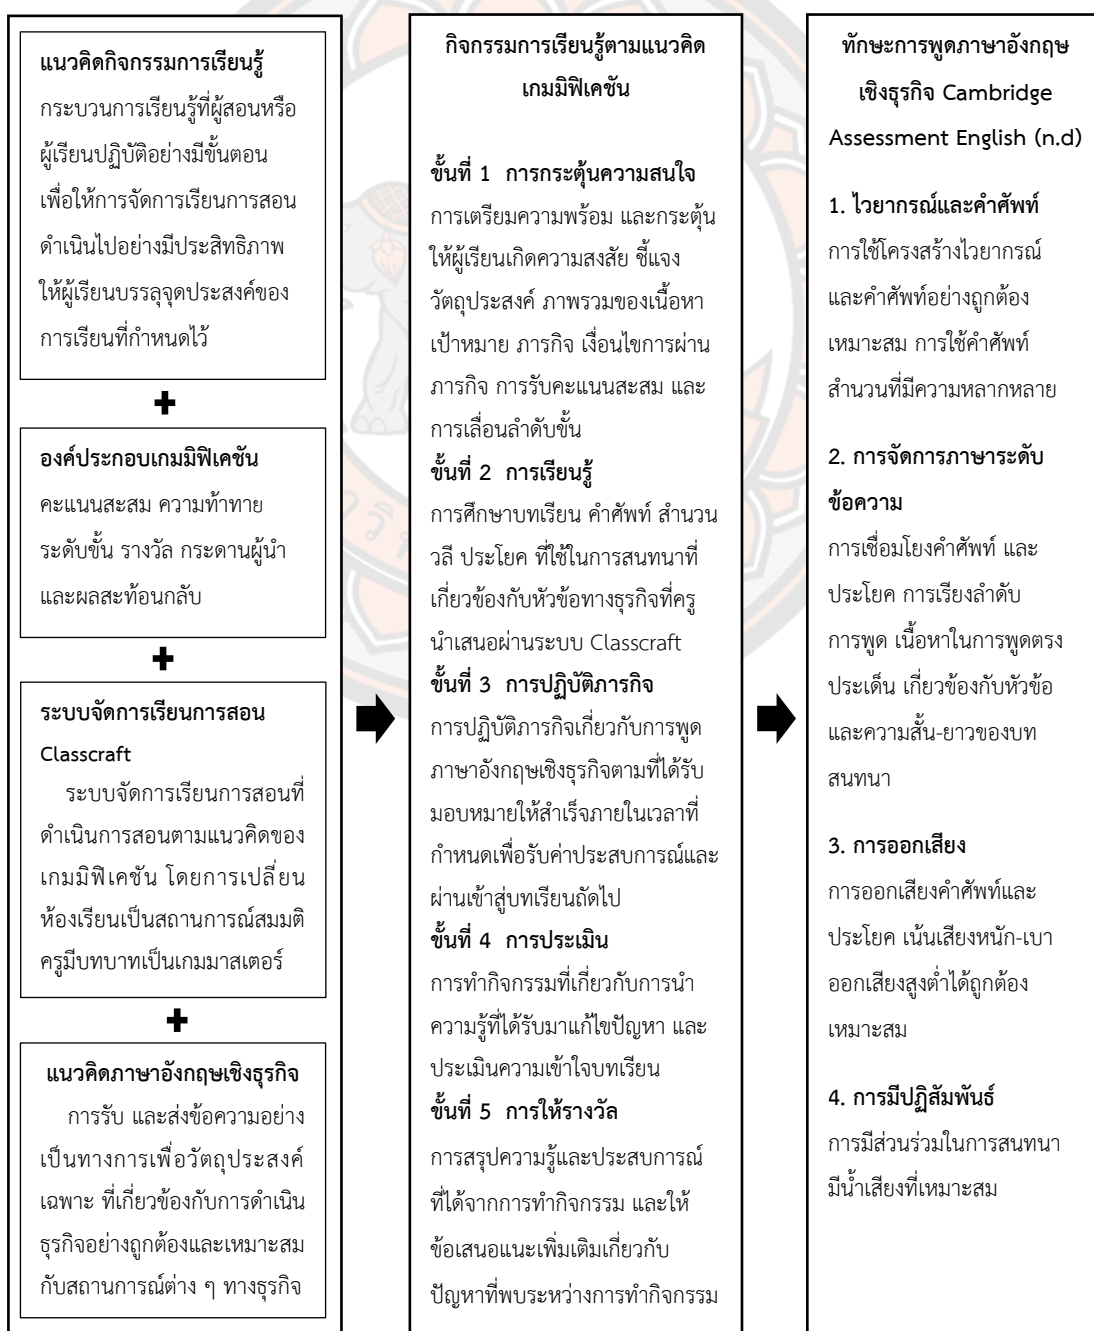 แนวคิดกิจกรรมการเรียนรู้
กระบวนการเรียนรู้ที่ผู้สอนหรือ
ผู้เรียนปฏิบัติอย่างมีขั้นตอน
เพื่อให้การจัดการเรียนการสอน
ดำเนินไปอย่างมีประสิทธิภาพ
ให้ผู้เรียนบรรลุจุดประสงค์ของ
การเรียนที่กำหนดไว้
+
องค์ประกอบเกมมิฟิเคชัน
คะแนนสะสม ความท้าทาย
ระดับขั้น รางวัล กระดานผู้นำ
และผลสะท้อนกลับ
+
ระบบจัดการเรียนการสอน
Classcraft
ระบบจัดการเรียนการสอนที่
ดำเนินการสอนตามแนวคิดของ
เกมมิฟิเคชัน โดยการเปลี่ยน
ห้องเรียนเป็นสถานการณ์สมมติ
ครูมีบทบาทเป็นเกมมาสเตอร์
+
แนวคิดภาษาอังกฤษเชิงธุรกิจ
การรับ และส่งข้อความอย่าง
เป็นทางการเพื่อวัตถุประสงค์
เฉพาะ ที่เกี่ยวข้องกับการดำเนิน
ธุรกิจอย่างถูกต้องและเหมาะสม
กับสถานการณ์ต่าง ๆ ทางธุรกิจ
กิจกรรมการเรียนรู้ตามแนวคิด
เกมมิฟิเคชัน
ขั้นที่ 1 การกระตุ้นความสนใจ
การเตรียมความพร้อม และกระตุ้น
ให้ผู้เรียนเกิดความสงสัย ชี้แจง
วัตถุประสงค์ ภาพรวมของเนื้อหา
เป้าหมาย ภารกิจ เงื่อนไขการผ่าน
ภารกิจ การรับคะแนนสะสม และ
การเลื่อนลำดับขั้น
ขั้นที่ 2 การเรียนรู้
การศึกษาบทเรียน คำศัพท์ สำนวน
วลี ประโยค ที่ใช้ในการสนทนาที่
เกี่ยวข้องกับหัวข้อทางธุรกิจที่ครู
นำเสนอผ่านระบบ Classcraft
ขั้นที่ 3 การปฏิบัติภารกิจ
การปฏิบัติภารกิจเกี่ยวกับการพูด
ภาษาอังกฤษเชิงธุรกิจตามที่ได้รับ
มอบหมายให้สำเร็จภายในเวลาที่
กำหนดเพื่อรับค่าประสบการณ์และ
ผ่านเข้าสู่บทเรียนถัดไป
ขั้นที่ 4 การประเมิน
การทำกิจกรรมที่เกี่ยวกับการนำ
ความรู้ที่ได้รับมาแก้ไขปัญหา และ
ประเมินความเข้าใจบทเรียน
ขั้นที่ 5 การให้รางวัล
การสรุปความรู้และประสบการณ์
ที่ได้จากการทำกิจกรรม และให้
ข้อเสนอแนะเพิ่มเติมเกี่ยวกับ
ปัญหาที่พบระหว่างการทำกิจกรรม
ทักษะการพูดภาษาอังกฤษ
เชิงธุรกิจ Cambridge
Assessment English (n.d)
1. ไวยากรณ์และคำศัพท์
การใช้โครงสร้างไวยากรณ์
และคำศัพท์อย่างถูกต้อง
เหมาะสม การใช้คำศัพท์
สำนวนที่มีความหลากหลาย
2. การจัดการภาษาระดับ
ข้อความ
การเชื่อมโยงคำศัพท์ และ
ประโยค การเรียงลำดับ
การพูด เนื้อหาในการพูดตรง
ประเด็น เกี่ยวข้องกับหัวข้อ
และความสั้น-ยาวของบท
สนทนา
3. การออกเสียง
การออกเสียงคำศัพท์และ
ประโยค เน้นเสียงหนัก-เบา
ออกเสียงสูงต่ำได้ถูกต้อง
เหมาะสม
4. การมีปฏิสัมพันธ์
การมีส่วนร่วมในการสนทนา
มีน้ำเสียงที่เหมาะสม